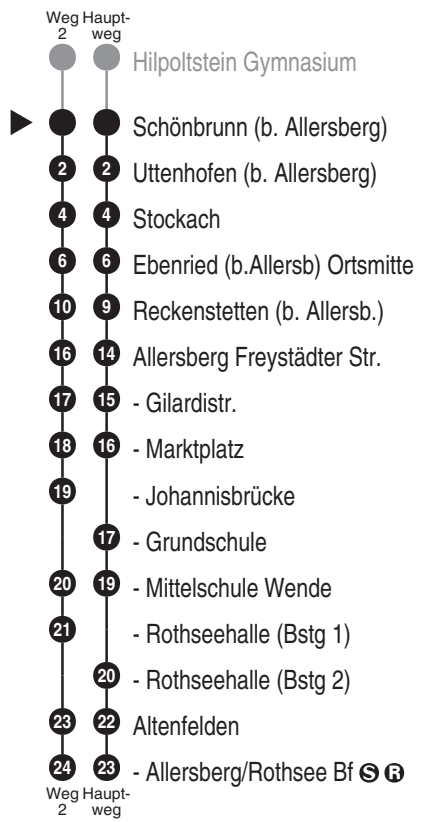 Weg Haupt-
2 weg
Hilpoltstein Gymnasium
Schönbrunn (b. Allersberg)
2 2 Uttenhofen (b. Allersberg)
4 4 Stockach
6 6 Ebenried (b.Allersb) Ortsmitte
10 9 Reckenstetten (b. Allersb.)
16 14 Allersberg Freystädter Str.
17 15 - Gilardistr.
18 16 - Marktplatz
19 - Johannisbrücke
17 - Grundschule
20 19 - Mittelschule Wende
21 - Rothseehalle (Bstg 1)
20 - Rothseehalle (Bstg 2)
23 22 Altenfelden
24 23 - Allersberg/Rothsee Bf S R
Weg Haupt-
2 weg